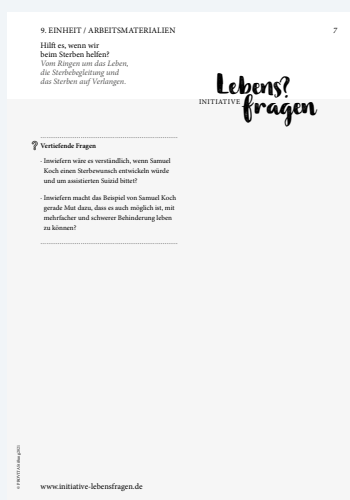 9. EINHEIT / ARBEITSMATERIALIEN
7
Hilft es, wenn wir
beim Sterben helfen?
Vom Ringen um das Leben,
die Sterbebegleitung und
das Sterben auf Verlangen.
Lebens?
INITIATIVE fragen
? Vertiefende Fragen
· Inwiefern wäre es verständlich, wenn Samuel
Koch einen Sterbewunsch entwickeln würde
und um assistierten Suizid bittet?
· Inwiefern macht das Beispiel von Samuel Koch
gerade Mut dazu, dass es auch möglich ist, mit
mehrfacher und schwerer Behinderung leben
zu können?
www.initiative-lebensfragen.de